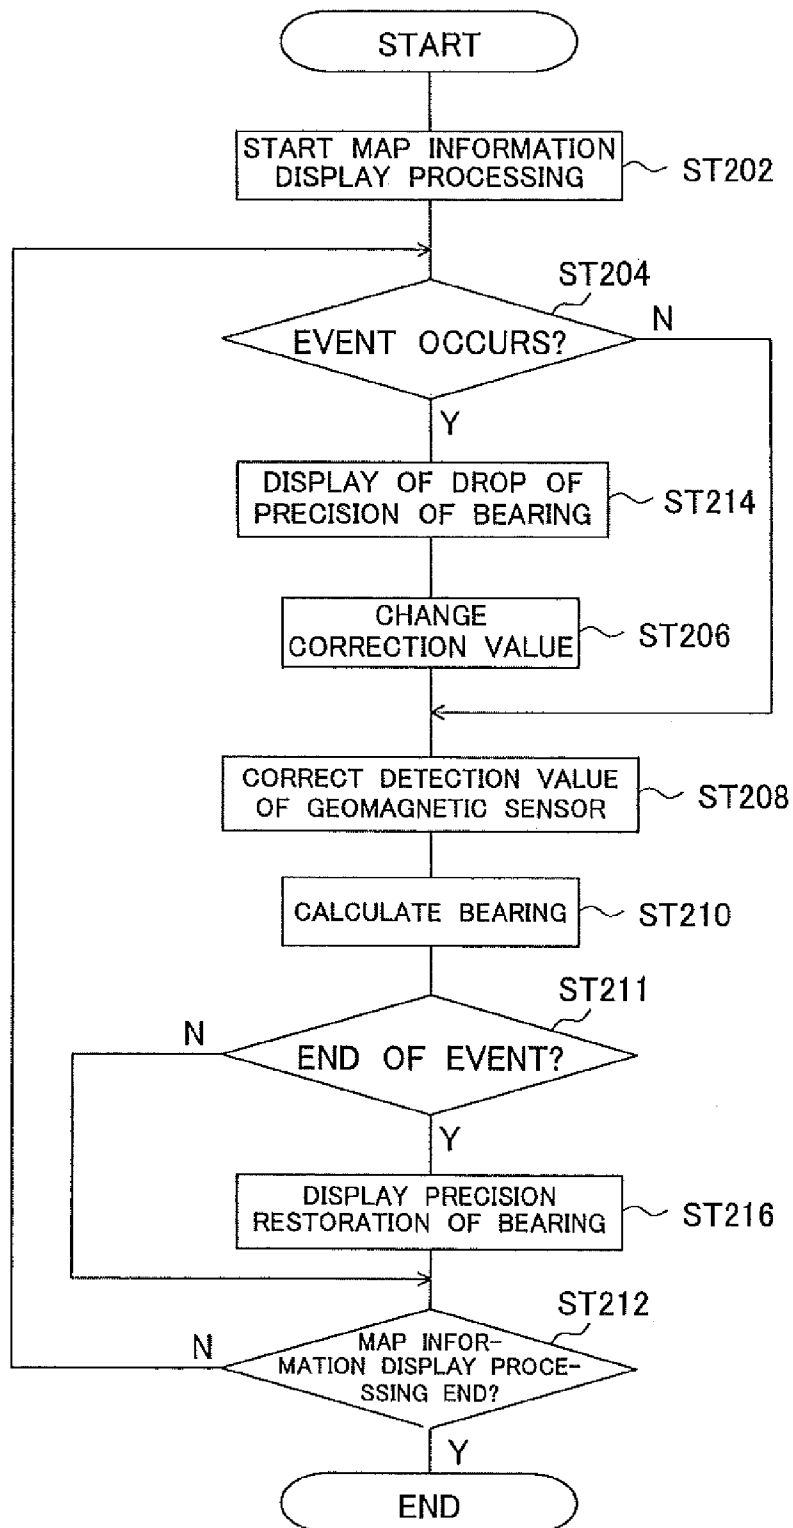 START
START MAP INFORMATION
DISPLAY PROCESSING
ST202
ST204
EVENT OCCURS?
N
Y
DISPLAY OF DROP OF
PRECISION OF BEARING
ST214
CHANGE
CORRECTION VALUE
ST206
CORRECT DETECTION VALUE
OF GEOMAGNETIC SENSOR
ST208
CALCULATE BEARING
ST210
ST211
N
END OF EVENT?
Y
DISPLAY PRECISION
RESTORATION OF BEARING
ST216
ST212
N
MAP INFOR-
MATION DISPLAY PROCE-
SSING END?
Y
END